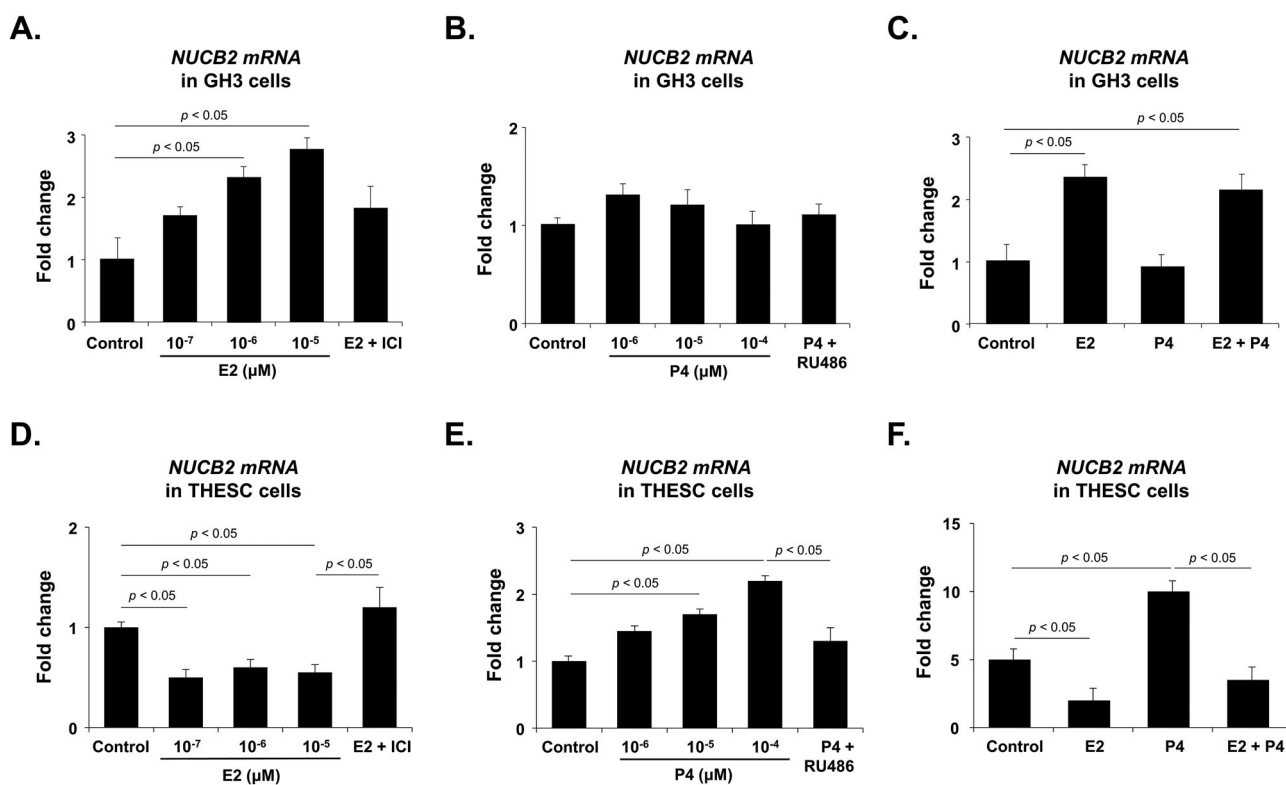 A.
NUCB2 mRNA
in GH3 cells
Fold change
3
2
1
0
p < 0.05
p < 0.05
Control 10⁻⁷ 10⁻⁶ 10⁻⁵ E2 + ICI
E2 (µM)
B.
NUCB2 mRNA
in GH3 cells
Fold change
2
1
0
Control 10⁻⁶ 10⁻⁵ 10⁻⁴ P4 +
RU486
P4 (µM)
C.
NUCB2 mRNA
in GH3 cells
Fold change
3
2
1
0
p < 0.05
p < 0.05
Control E2 P4 E2 + P4
D.
NUCB2 mRNA
in THESC cells
Fold change
2
1
0
p < 0.05
p < 0.05
p < 0.05
p < 0.05
Control 10⁻⁷ 10⁻⁶ 10⁻⁵ E2 + ICI
E2 (µM)
E.
NUCB2 mRNA
in THESC cells
Fold change
3
2
1
0
p < 0.05
p < 0.05
p < 0.05
Control 10⁻⁶ 10⁻⁵ 10⁻⁴ P4 +
RU486
P4 (µM)
F.
NUCB2 mRNA
in THESC cells
Fold change
15
10
5
0
p < 0.05
p < 0.05
p < 0.05
Control E2 P4 E2 + P4